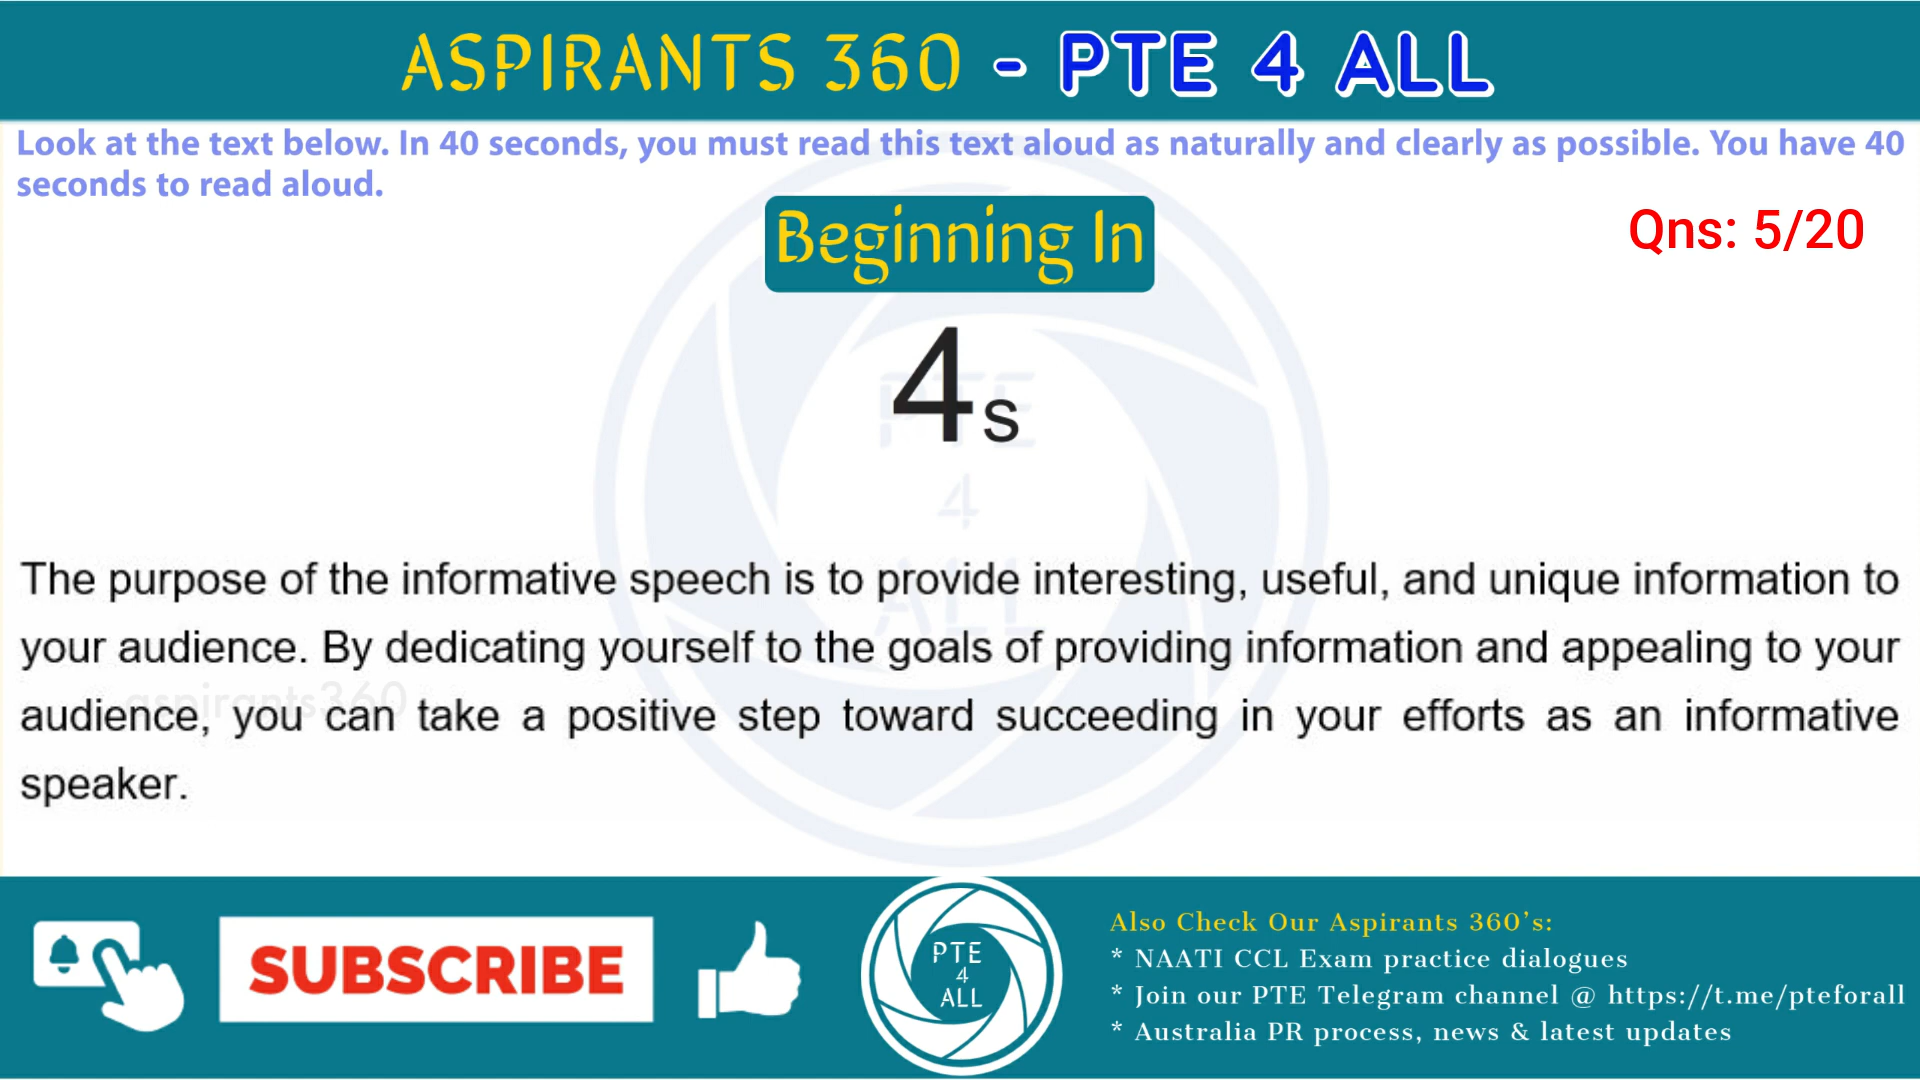 ASPIRANTS 360 - PTE 4 ALL
Look at the text below. In 40 seconds, you must read this text aloud as naturally and clearly as possible. You have 40
seconds to read aloud.
Beginning In
Qns: 5/20
4s
PTE
4
ALL
The purpose of the informative speech is to provide interesting, useful, and unique information to
your audience. By dedicating yourself to the goals of providing information and appealing to your
aspirants360
audience, you can take a positive step toward succeeding in your efforts as an informative
speaker.
SUBSCRIBE
PTE
4
ALL
Also Check Our Aspirants 360's:
* NAATI CCL Exam practice dialogues
* Join our PTE Telegram channel @ https://t.me/pteforall
* Australia PR process, news & latest updates